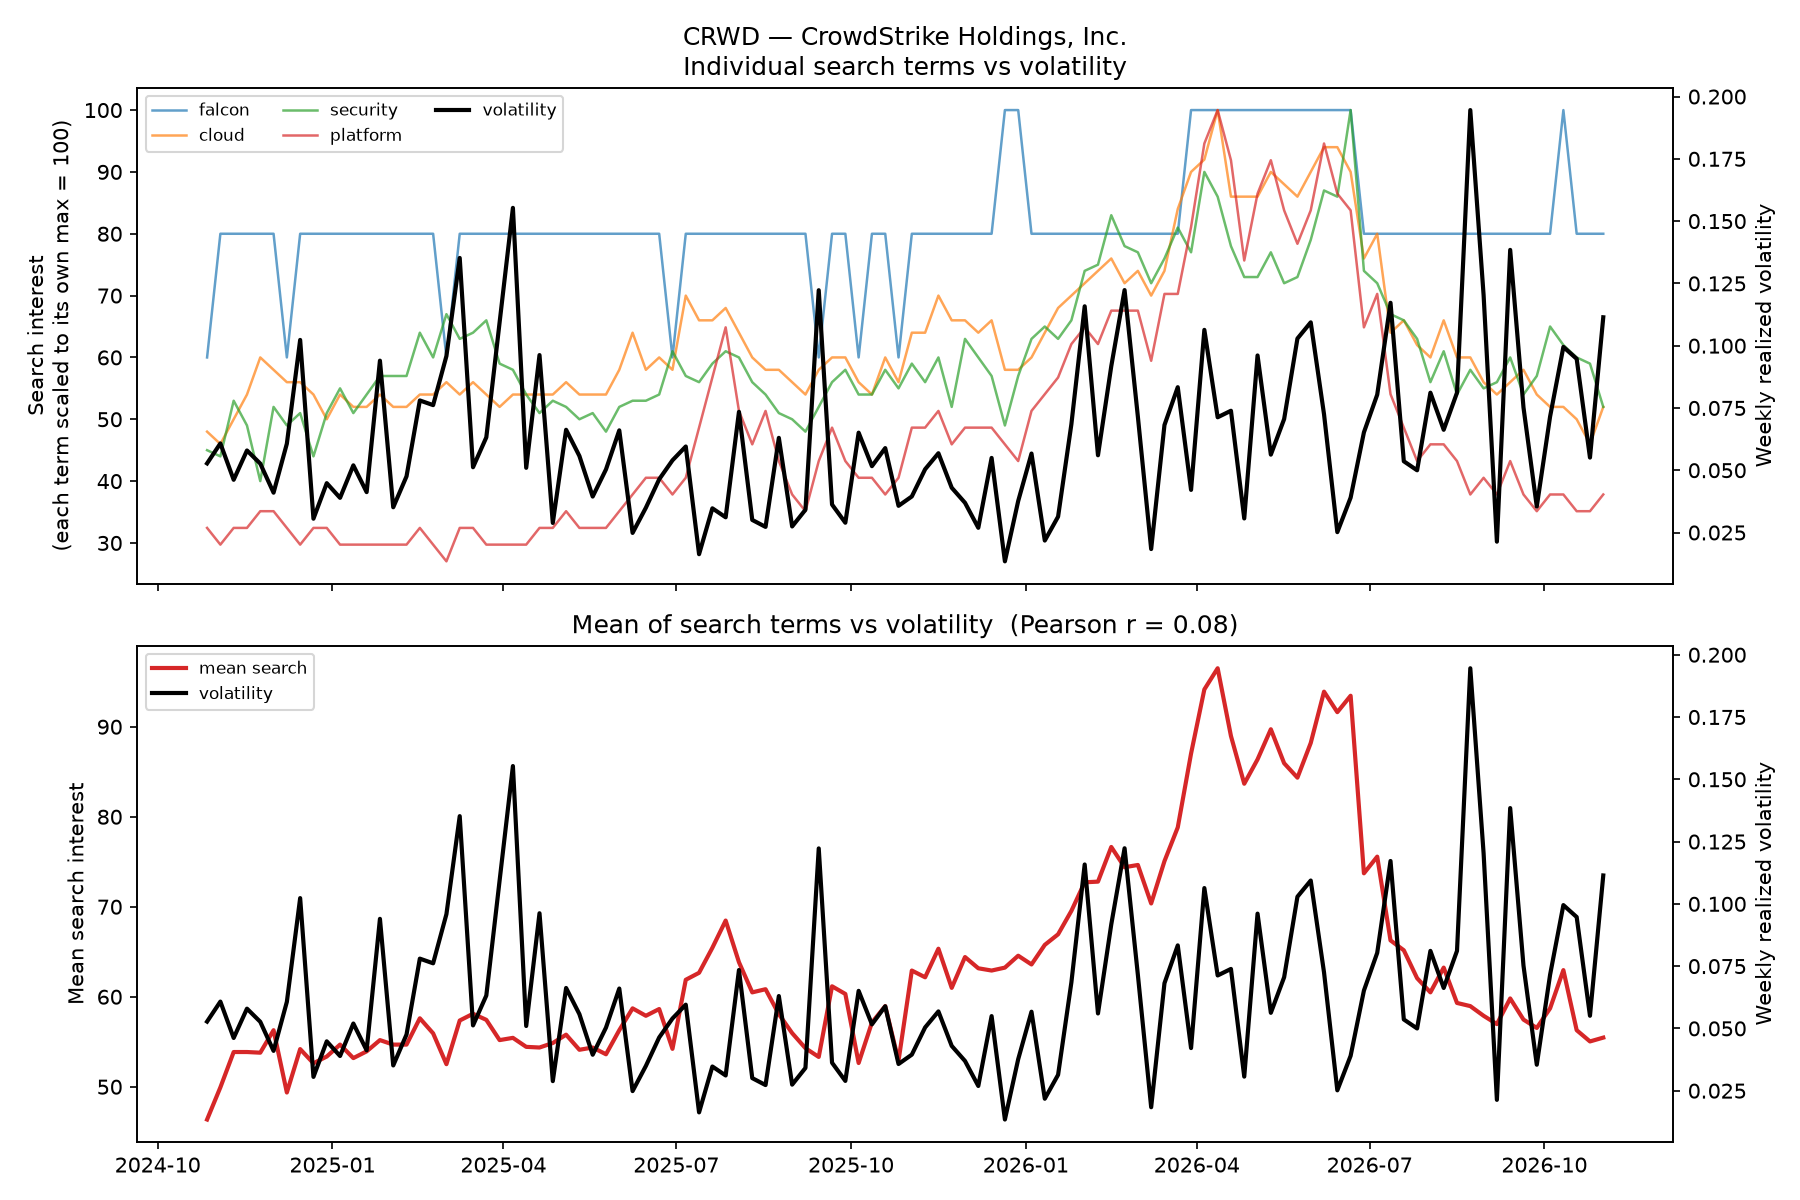 CRWD — CrowdStrike Holdings, Inc.
Individual search terms vs volatility
falcon
cloud
security
platform
volatility
Search interest
(each term scaled to its own max = 100)
100
90
80
70
60
50
40
30
0.200
0.175
0.150
0.125
0.100
0.075
0.050
0.025
Weekly realized volatility
Mean of search terms vs volatility (Pearson r = 0.08)
mean search
volatility
Mean search interest
90
80
70
60
50
0.200
0.175
0.150
0.125
0.100
0.075
0.050
0.025
Weekly realized volatility
2024-10
2025-01
2025-04
2025-07
2025-10
2026-01
2026-04
2026-07
2026-10